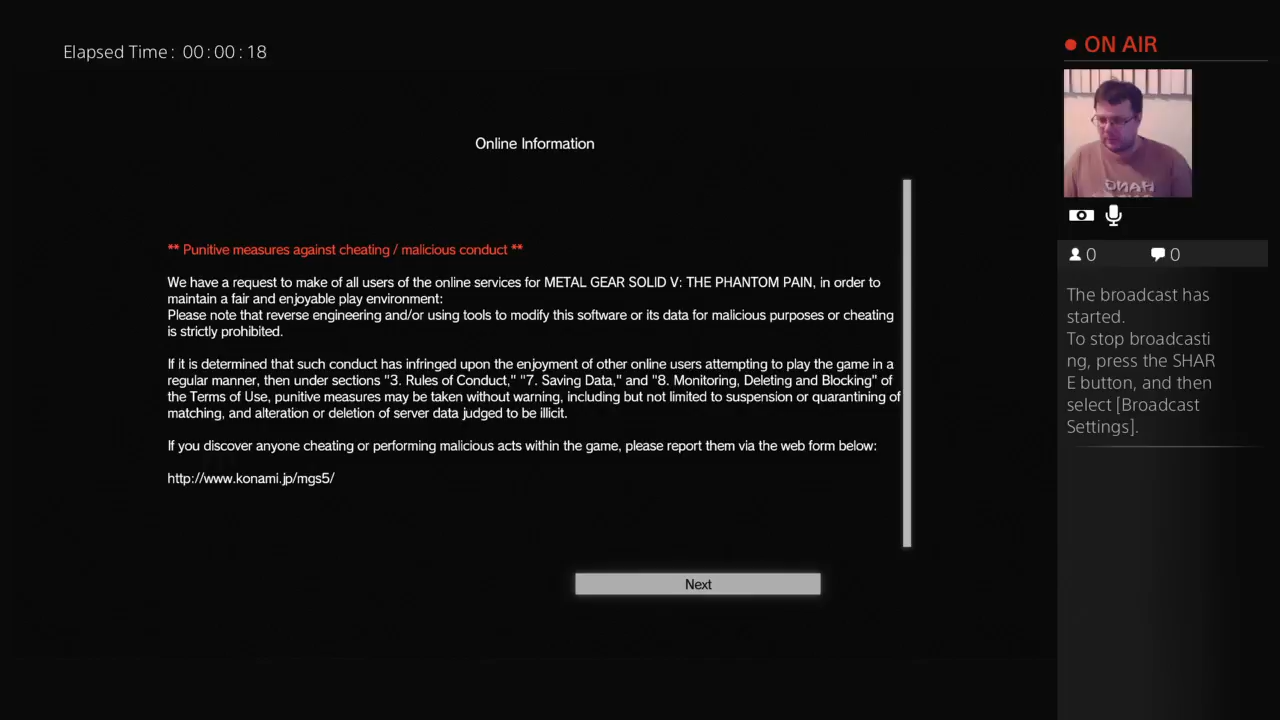 Elapsed Time: 00:00:18
ON AIR
Online Information
** Punitive measures against cheating / malicious conduct **
We have a request to make of all users of the online services for METAL GEAR SOLID V: THE PHANTOM PAIN, in order to
maintain a fair and enjoyable play environment:
Please note that reverse engineering and/or using tools to modify this software or its data for malicious purposes or cheating
is strictly prohibited.
If it is determined that such conduct has infringed upon the enjoyment of other online users attempting to play the game in a
regular manner, then under sections "3. Rules of Conduct," "7. Saving Data," and "8. Monitoring, Deleting and Blocking" of
the Terms of Use, punitive measures may be taken without warning, including but not limited to suspension or quarantining of
matching, and alteration or deletion of server data judged to be illicit.
If you discover anyone cheating or performing malicious acts within the game, please report them via the web form below:
http://www.konami.jp/mgs5/
Next
0 0
The broadcast has
started.
To stop broadcasti
ng, press the SHAR
E button, and then
select [Broadcast
Settings].